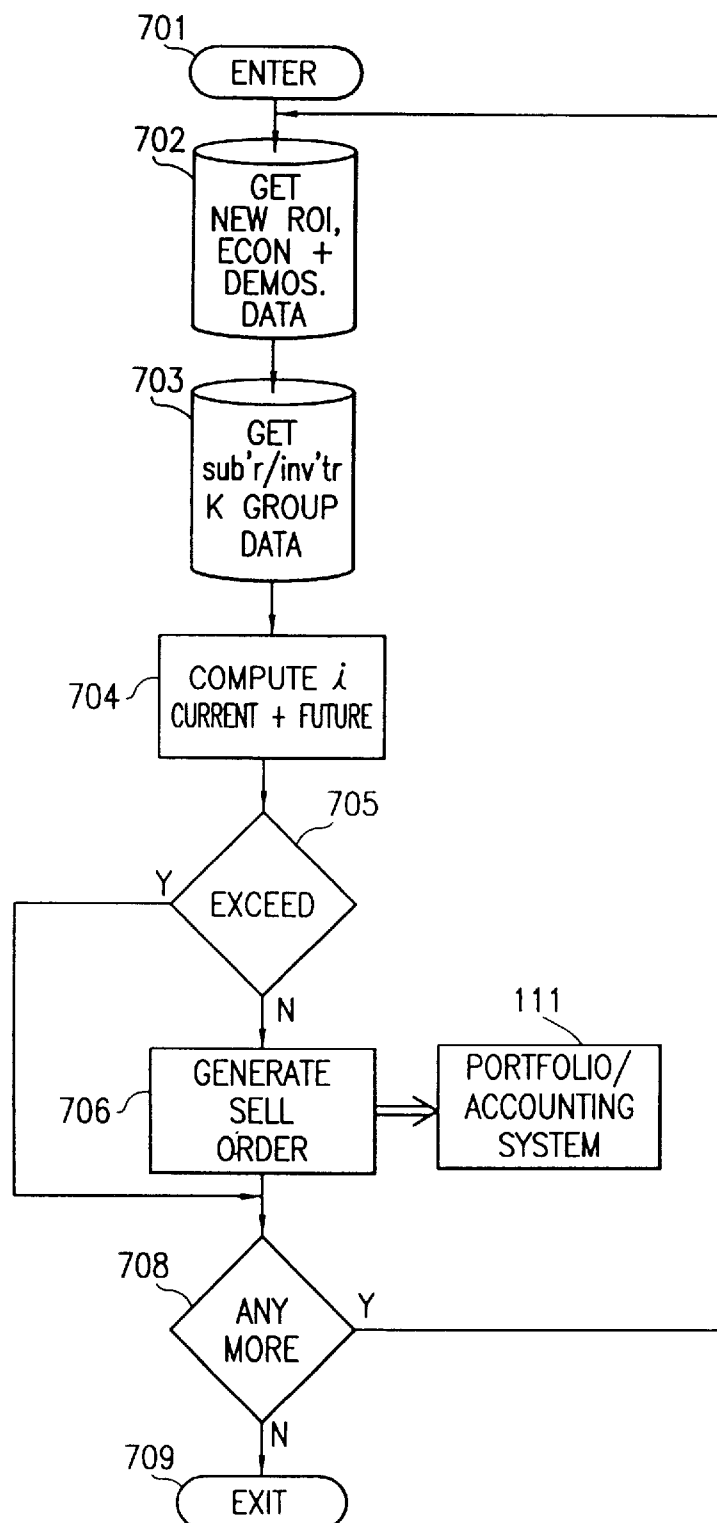 701
ENTER
702
GET
NEW ROI,
ECON +
DEMOS.
DATA
703
GET
sub'r/inv'tr
K GROUP
DATA
704
COMPUTE i
CURRENT + FUTURE
705
Y
EXCEED
N
706
GENERATE
SELL
ORDER
111
PORTFOLIO/
ACCOUNTING
SYSTEM
708
ANY
MORE
Y
N
709
EXIT